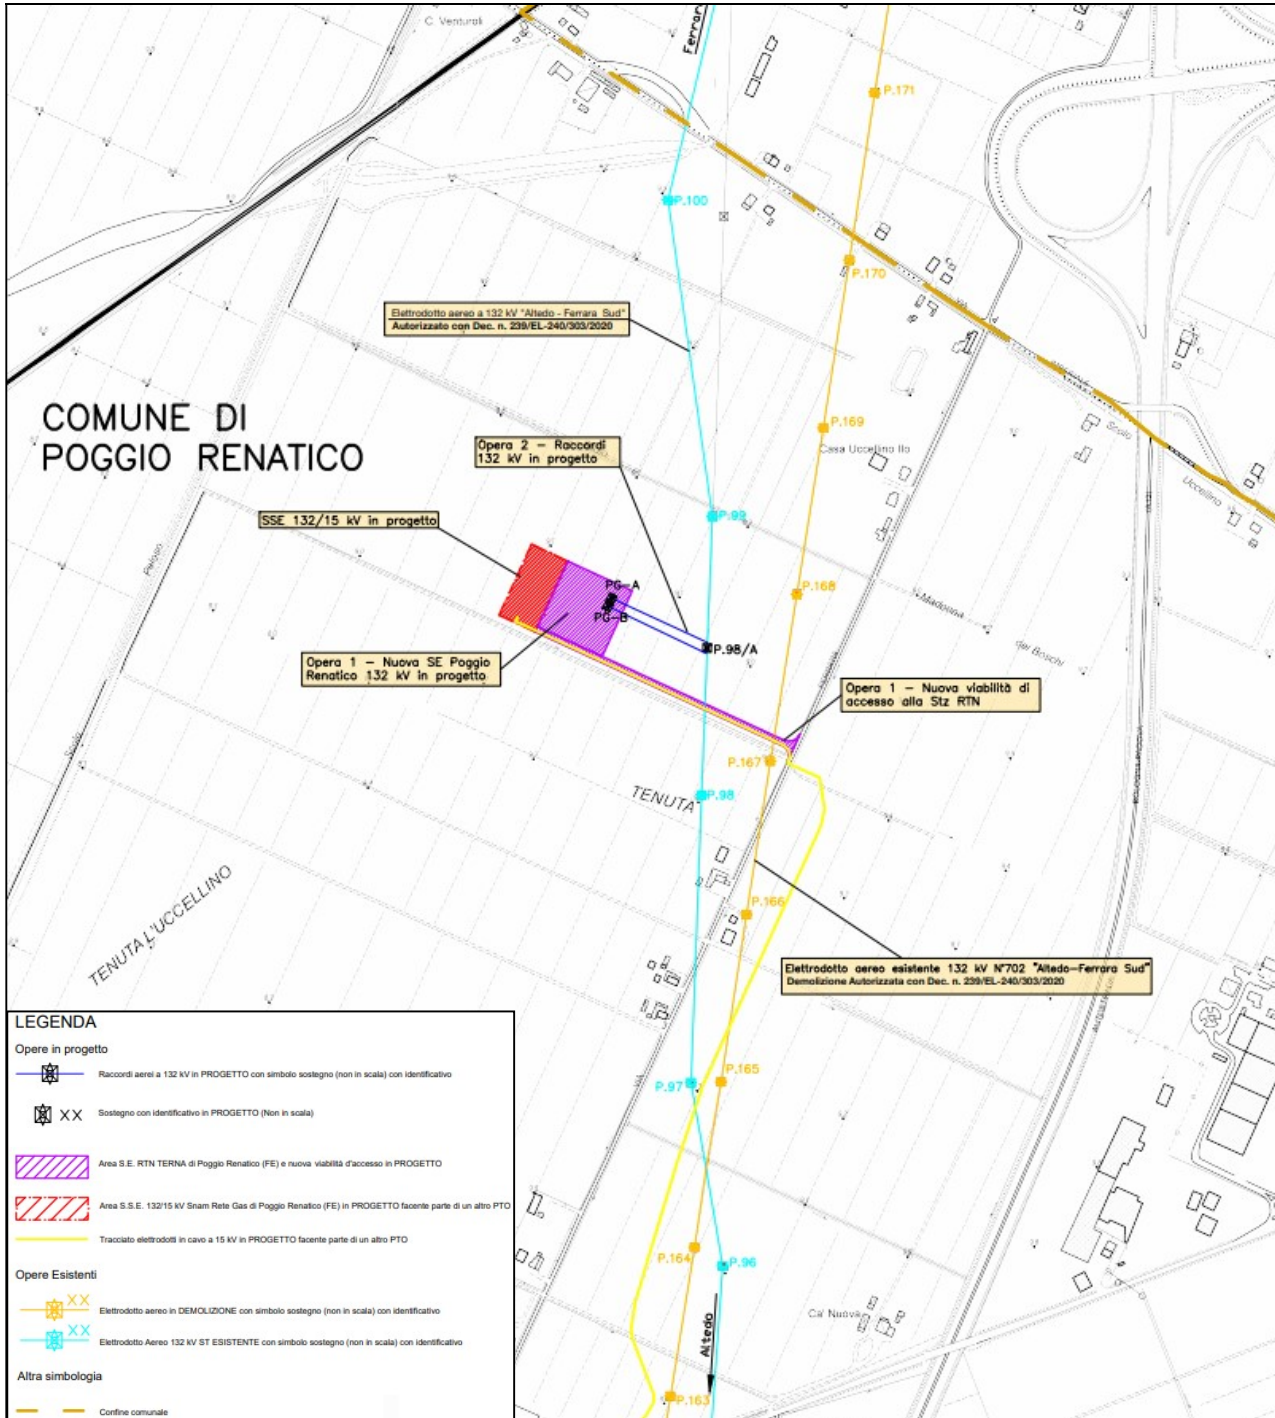 C. Venturoli
Ferrar
P.171
P.100
P.170
Elettrodotto aereo a 132 kV "Altedo - Ferrara Sud"
Autorizzato con Dec. n. 239/EL-240/303/2020
COMUNE DI
POGGIO RENATICO
P.169
Casa Uccellino IIo
Scolo
Uccellino
Opera 2 – Raccordi
132 kV in progetto
P.99
SSE 132/15 kV in progetto
Peloso
PG-A
PG-B
P.168
Madonna
dei Boschi
P.98/A
Opera 1 – Nuova SE Poggio
Renatico 132 kV in progetto
Opera 1 – Nuova viabilità di
accesso alla Stz RTN
Scolo
P.167
P.98
TENUTA
TENUTA L'UCCELLINO
P.166
Elettrodotto aereo esistente 132 kV N°702 "Altedo–Ferrara Sud"
Demolizione Autorizzata con Dec. n. 239/EL-240/303/2020
P.97
P.165
P.164
P.96
Ca' Nuova
Altedo
P.163
LEGENDA
Opere in progetto
Raccordi aerei a 132 kV in PROGETTO con simbolo sostegno (non in scala) con identificativo
XX
Sostegno con identificativo in PROGETTO (Non in scala)
Area S.E. RTN TERNA di Poggio Renatico (FE) e nuova viabilità d'accesso in PROGETTO
Area S.S.E. 132/15 kV Snam Rete Gas di Poggio Renatico (FE) in PROGETTO facente parte di un altro PTO
Tracciato elettrodotti in cavo a 15 kV in PROGETTO facente parte di un altro PTO
Opere Esistenti
XX
Elettrodotto aereo in DEMOLIZIONE con simbolo sostegno (non in scala) con identificativo
XX
Elettrodotto Aereo 132 kV ST ESISTENTE con simbolo sostegno (non in scala) con identificativo
Altra simbologia
Confine comunale